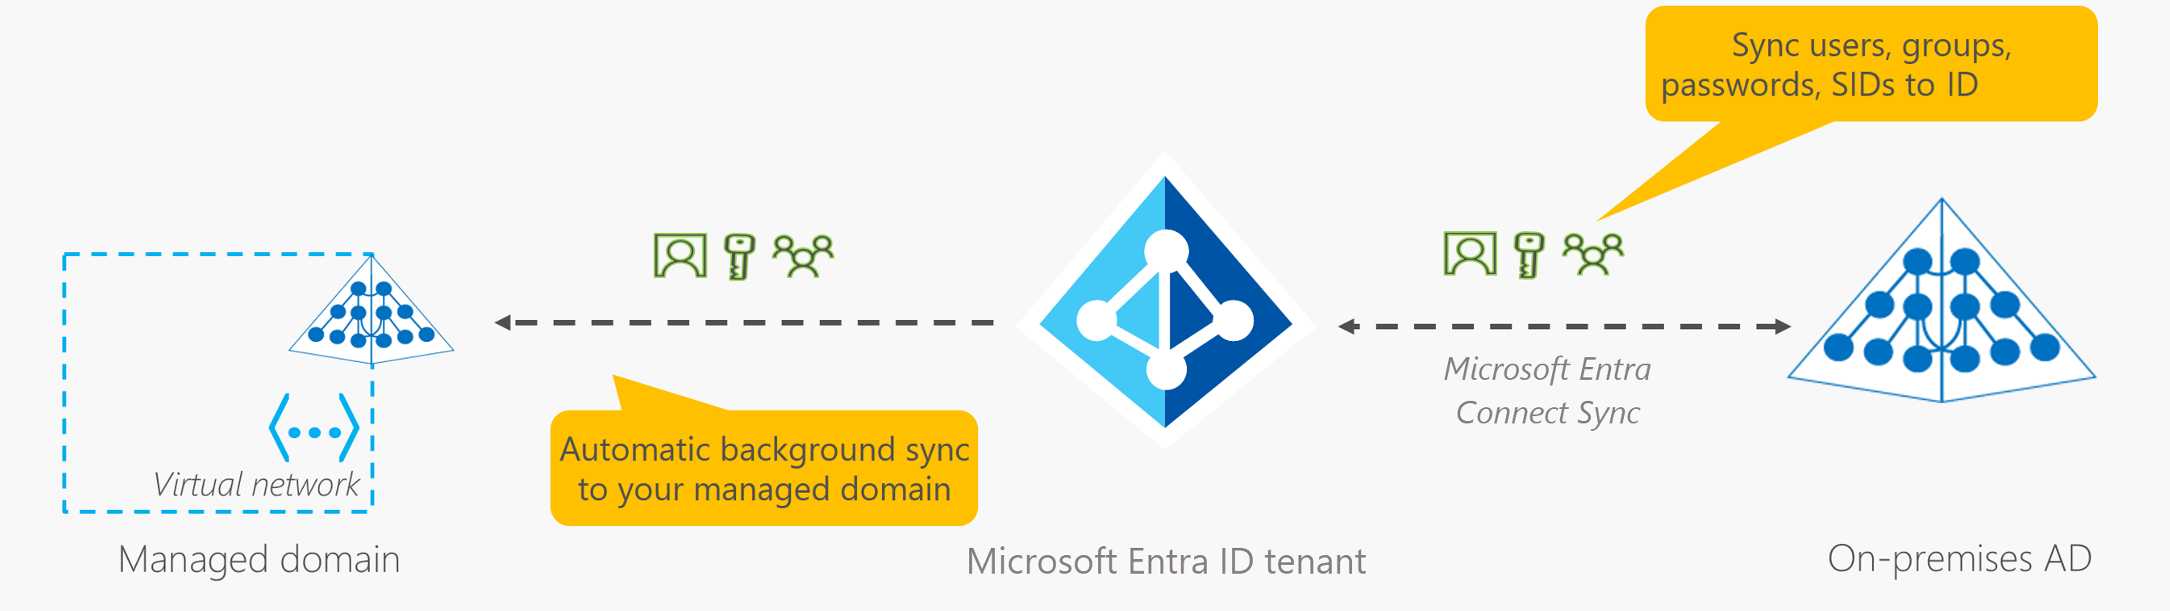 Sync users, groups,
passwords, SIDs to ID
Microsoft Entra
Connect Sync
Automatic background sync
to your managed domain
Virtual network
Managed domain
Microsoft Entra ID tenant
On-premises AD